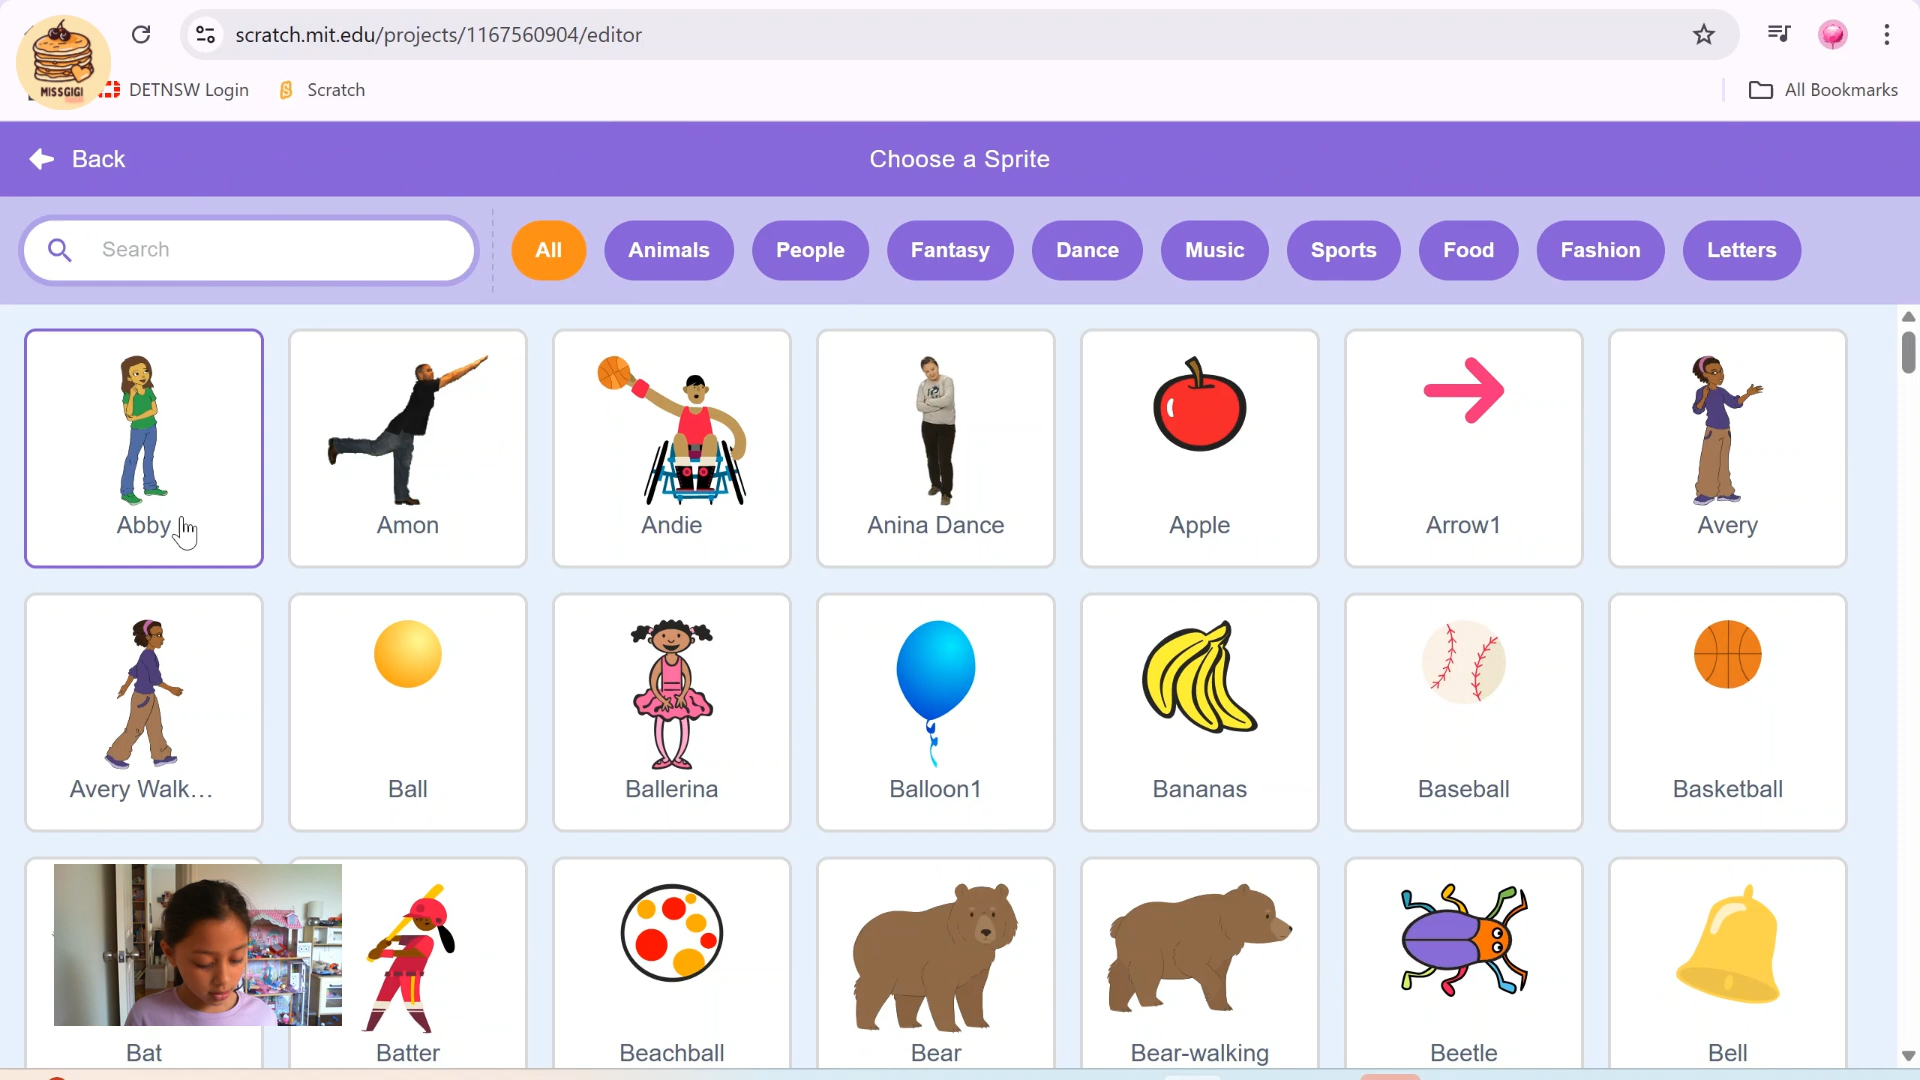 scratch.mit.edu/projects/1167560904/editor
MISSGIGI
DETNSW Login
Scratch
All Bookmarks
Back
Choose a Sprite
Search
All
Animals
People
Fantasy
Dance
Music
Sports
Food
Fashion
Letters
Abby
Amon
Andie
Anina Dance
Apple
Arrow1
Avery
Avery Walk...
Ball
Ballerina
Balloon1
Bananas
Baseball
Basketball
Bat
Batter
Beachball
Bear
Bear-walking
Beetle
Bell